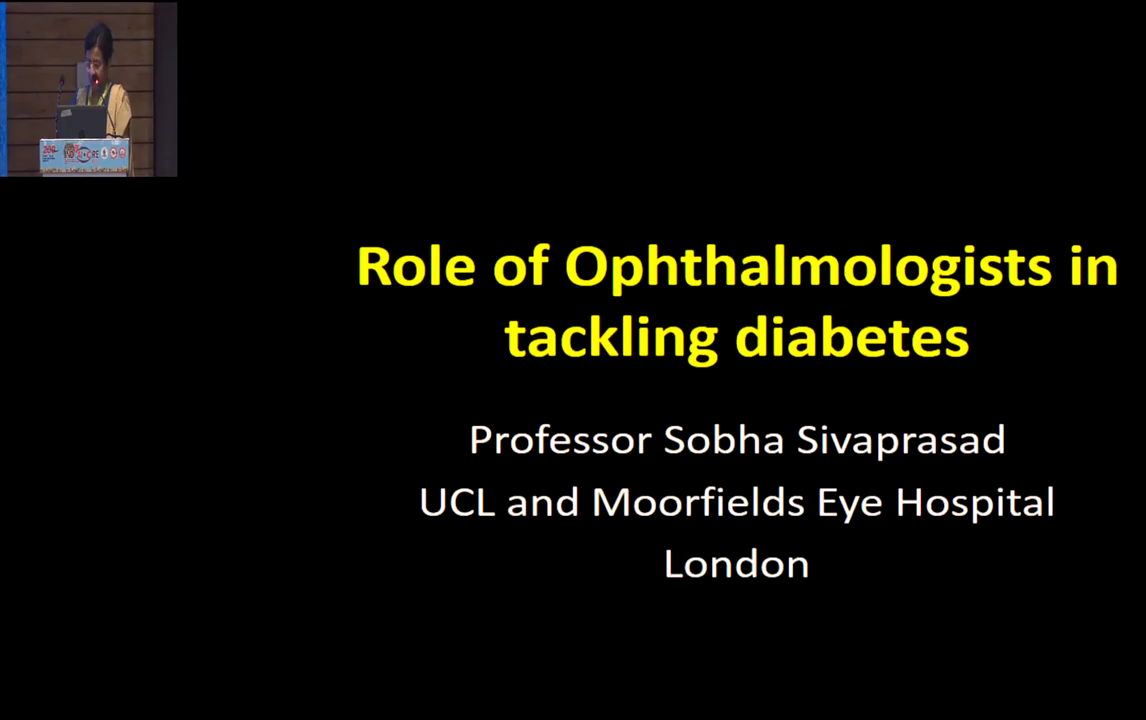 Role of Ophthalmologists in
tackling diabetes
Professor Sobha Sivaprasad
UCL and Moorfields Eye Hospital
London